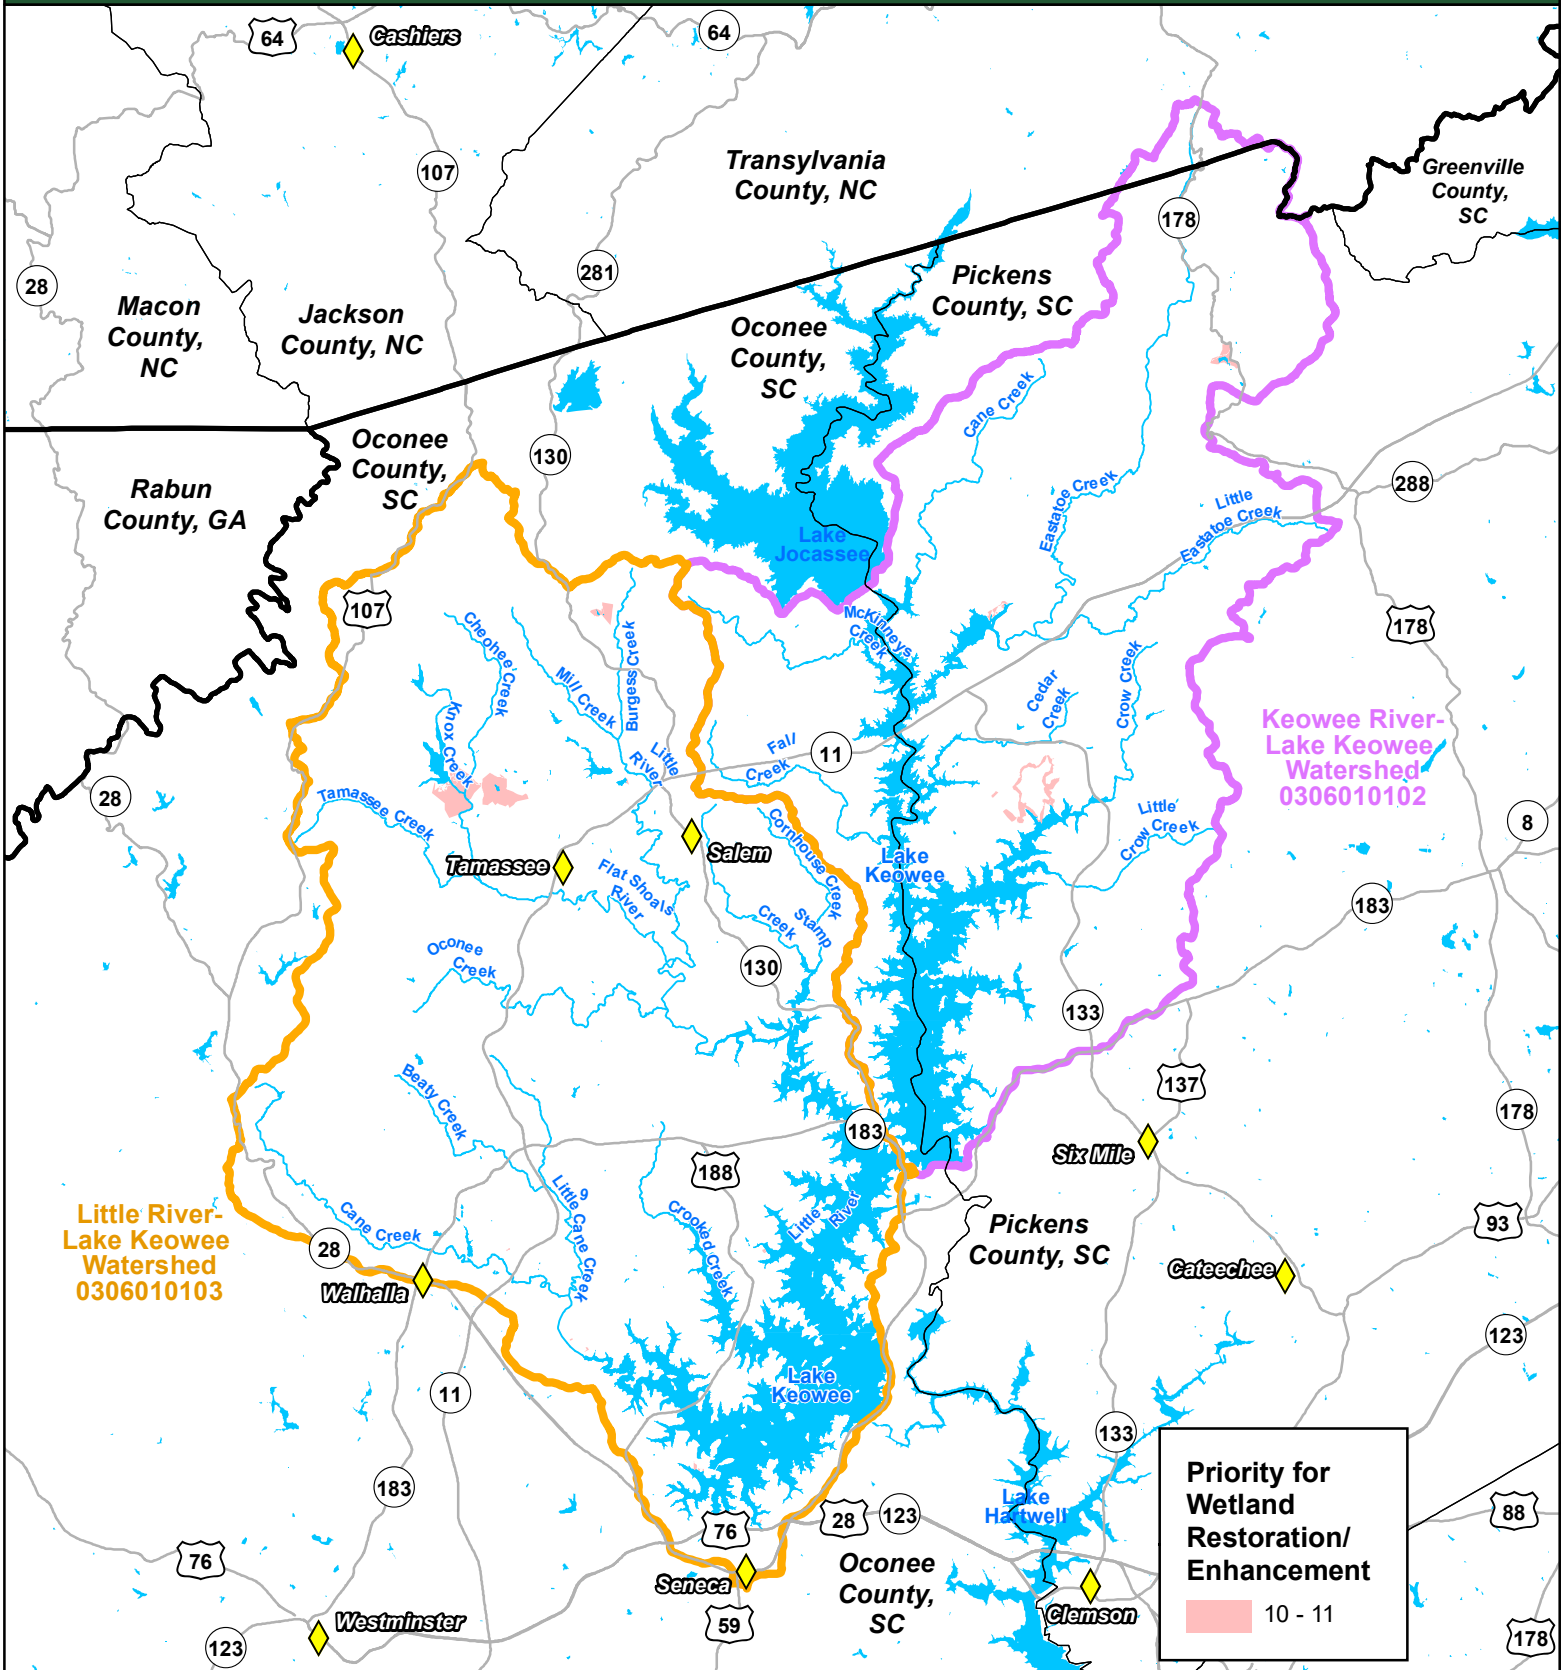 64
Cashiers
64
107
Transylvania
County, NC
Greenville
County,
SC
178
281
28
Pickens
County, SC
Macon
County,
NC
Jackson
County, NC
Oconee
County,
SC
Cane Creek
Oconee
County,
SC
130
288
Rabun
County, GA
Eastatoe Creek
Little
Eastatoe Creek
Lake
Jocassee
107
McKinneys
Creek
178
Cheohee Creek
Mill Creek
Burgess Creek
Knox Creek
Cedar
Creek
Crow Creek
Keowee River-
Lake Keowee
Watershed
0306010102
Little
River
Fall
Creek
11
28
Tamassee Creek
Little
Crow Creek
8
Salem
Tamassee
Cornhouse Creek
Lake
Keowee
Flat Shoals
River
183
Stamp
Creek
Oconee
Creek
130
133
Beaty Creek
137
178
183
Six Mile
188
Little River-
Lake Keowee
Watershed
0306010103
Cane Creek
28
9
Little Cane Creek
Crooked Creek
Little
River
Pickens
County, SC
93
Cateechee
Walhalla
123
11
Lake
Keowee
133
183
Lake
Hartwell
Priority for
Wetland
Restoration/
Enhancement
10 - 11
76
28
123
88
76
Oconee
County,
SC
Seneca
Clemson
59
Westminster
123
178